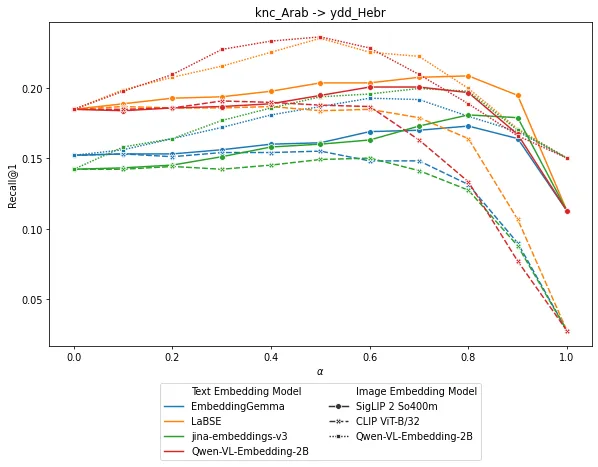 knc_Arab -> ydd_Hebr
Recall@1
0.20
0.15
0.10
0.05
0.0
0.2
0.4
0.6
0.8
1.0
α
Text Embedding Model
EmbeddingGemma
LaBSE
jina-embeddings-v3
Qwen-VL-Embedding-2B
Image Embedding Model
SigLIP 2 So400m
CLIP ViT-B/32
Qwen-VL-Embedding-2B